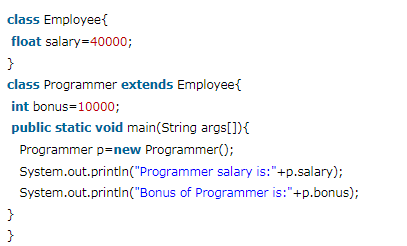 class Employee{
 float salary=40000;
}
class Programmer extends Employee{
 int bonus=10000;
 public static void main(String args[]){
   Programmer p=new Programmer();
   System.out.println("Programmer salary is:"+p.salary);
   System.out.println("Bonus of Programmer is:"+p.bonus);
}
}